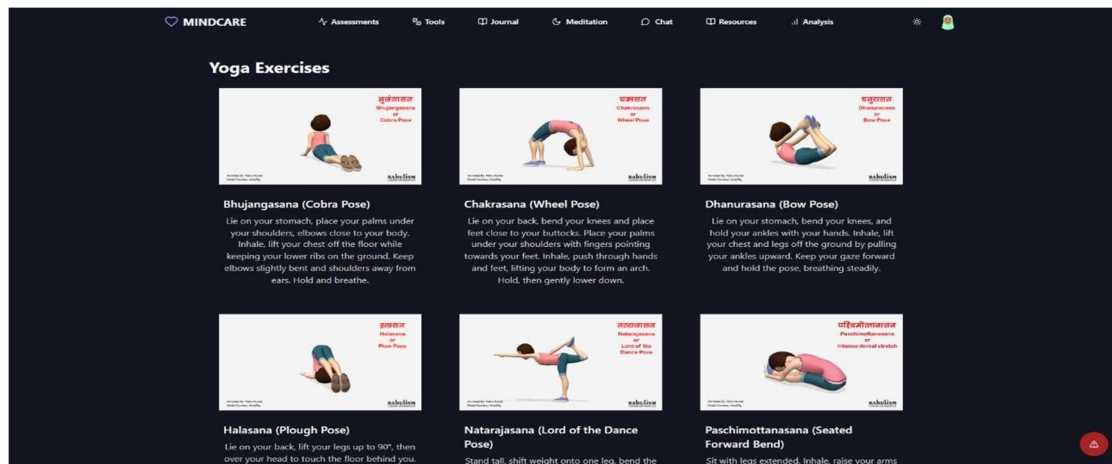 MINDCARE
Assessments
Tools
Journal
Meditation
Chat
Resources
Analysis
Yoga Exercises
भुजंगासन
Bhujangasana
or
Cobra Pose
चक्रासन
Chakrasana
or
Wheel Pose
धनुरासन
Dhanurasana
or
Bow Pose
Bhujangasana (Cobra Pose)
Lie on your stomach, place your palms under
your shoulders, elbows close to your body.
Inhale, lift your chest off the floor while
keeping your lower ribs on the ground. Keep
elbows slightly bent and shoulders away from
ears. Hold and breathe.
Chakrasana (Wheel Pose)
Lie on your back, bend your knees and place
feet close to your buttocks. Place your palms
under your shoulders with fingers pointing
towards your feet. Inhale, push through hands
and feet, lifting your body to form an arch.
Hold, then gently lower down.
Dhanurasana (Bow Pose)
Lie on your stomach, bend your knees, and
hold your ankles with your hands. Inhale, lift
your chest and legs off the ground by pulling
your ankles upward. Keep your gaze forward
and hold the pose, breathing steadily.
हलासन
Halasana
or
Plow Pose
नटराजासन
Natarajasana
or
Lord of the
Dance Pose
पश्चिमोत्तानासन
Paschimottanasana
or
Intense dorsal stretch
Halasana (Plough Pose)
Lie on your back, lift your legs up to 90°, then
over your head to touch the floor behind you.
Natarajasana (Lord of the Dance
Pose)
Stand tall, shift weight onto one leg, bend the
Paschimottanasana (Seated
Forward Bend)
Sit with legs extended. Inhale, raise your arms